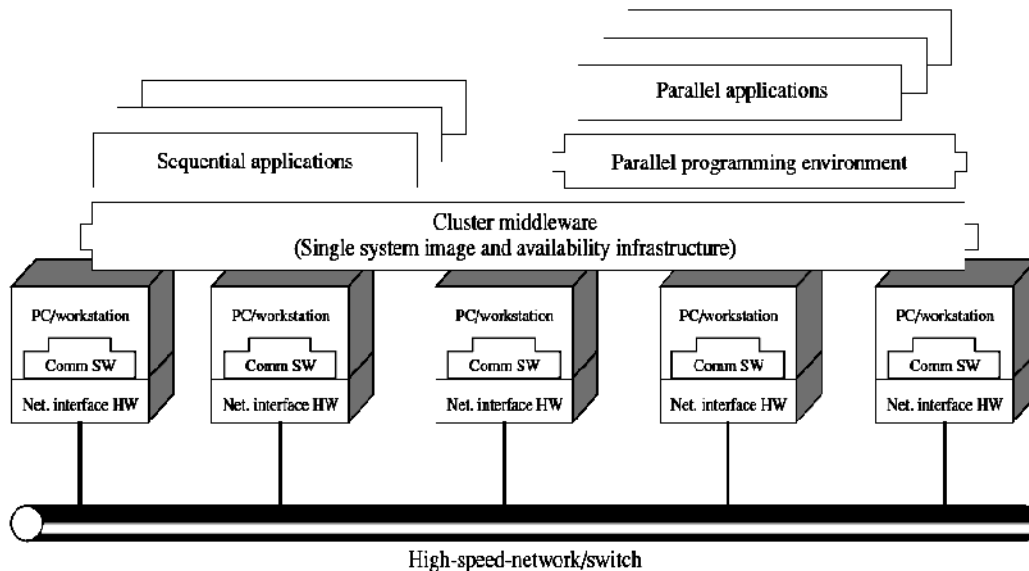 Parallel applications
Sequential applications
Parallel programming environment
Cluster middleware
(Single system image and availability infrastructure)
PC/workstation
PC/workstation
PC/workstation
PC/workstation
PC/workstation
Comm SW
Comm SW
Comm SW
Comm SW
Comm SW
Net. interface HW
Net. interface HW
Net. interface HW
Net. interface HW
Net. interface HW
High-speed-network/switch